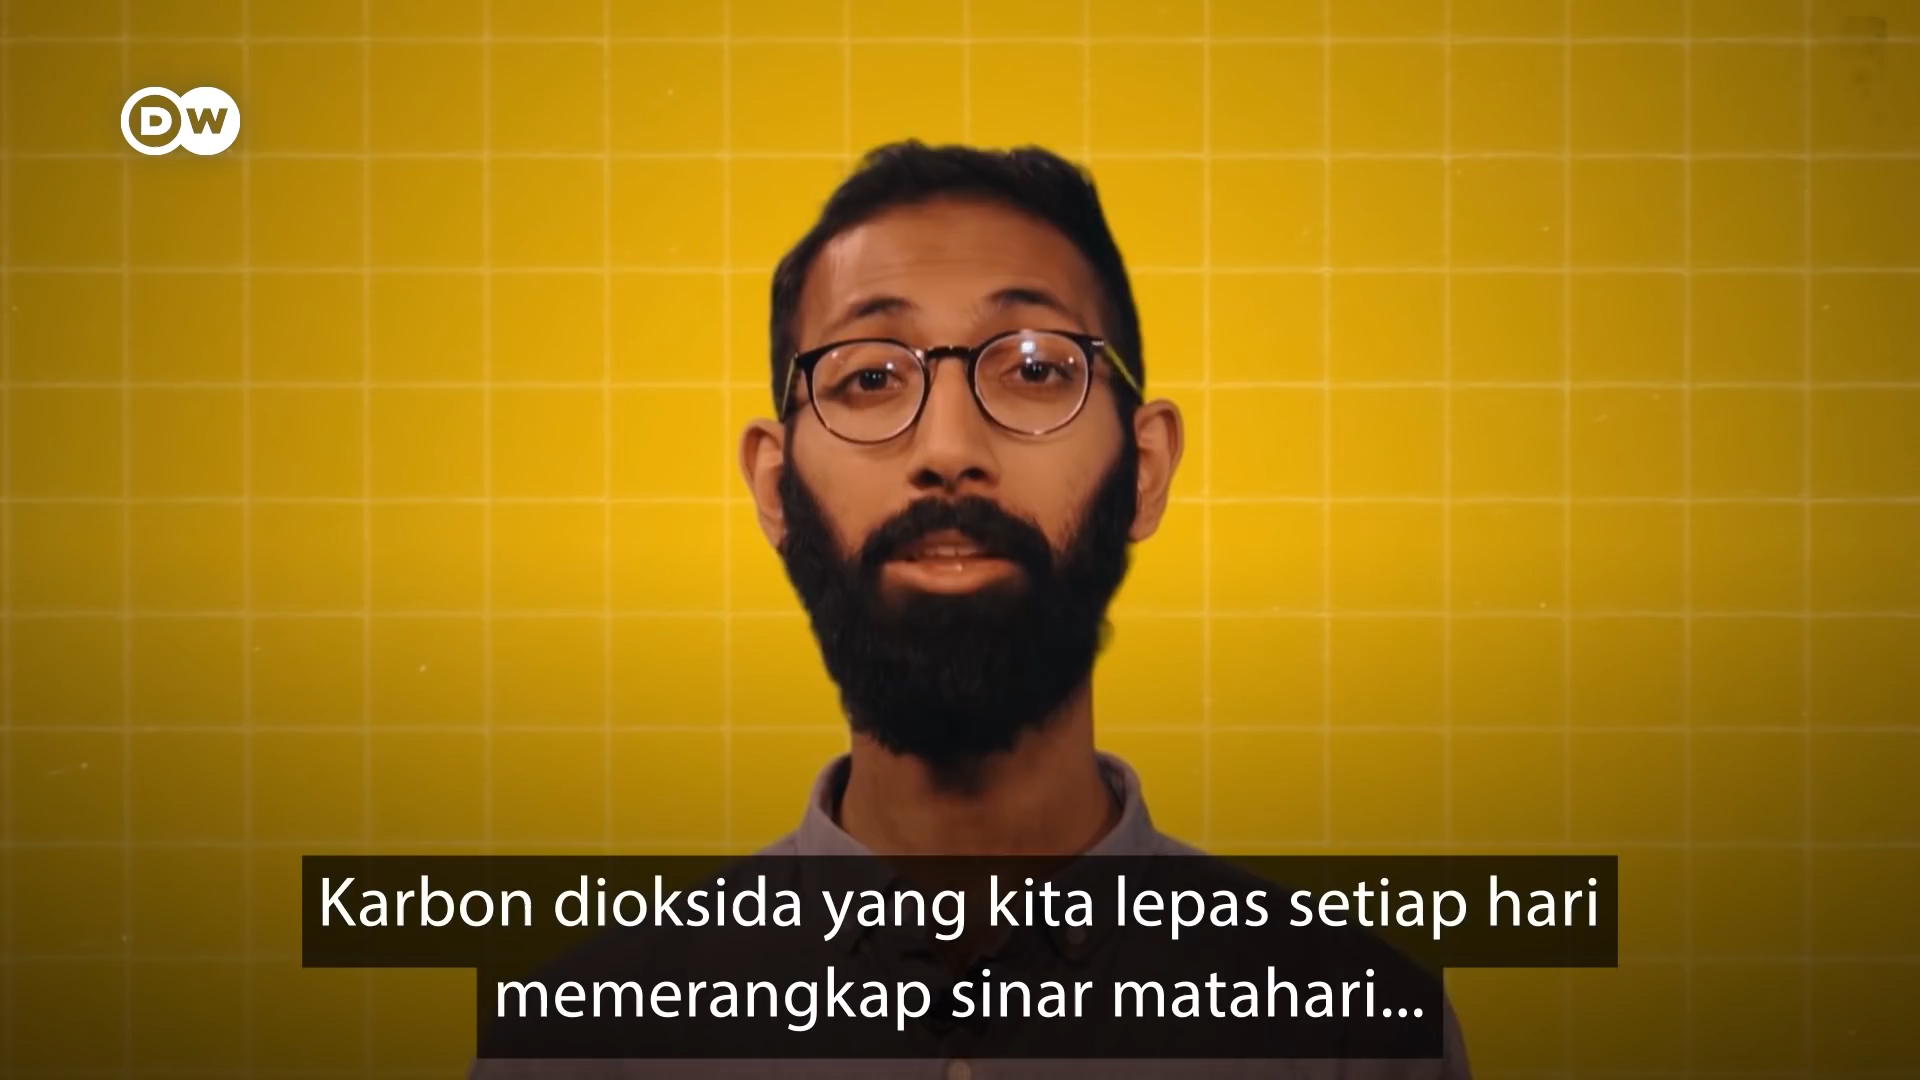 DW
Karbon dioksida yang kita lepas setiap hari
memerangkap sinar matahari...